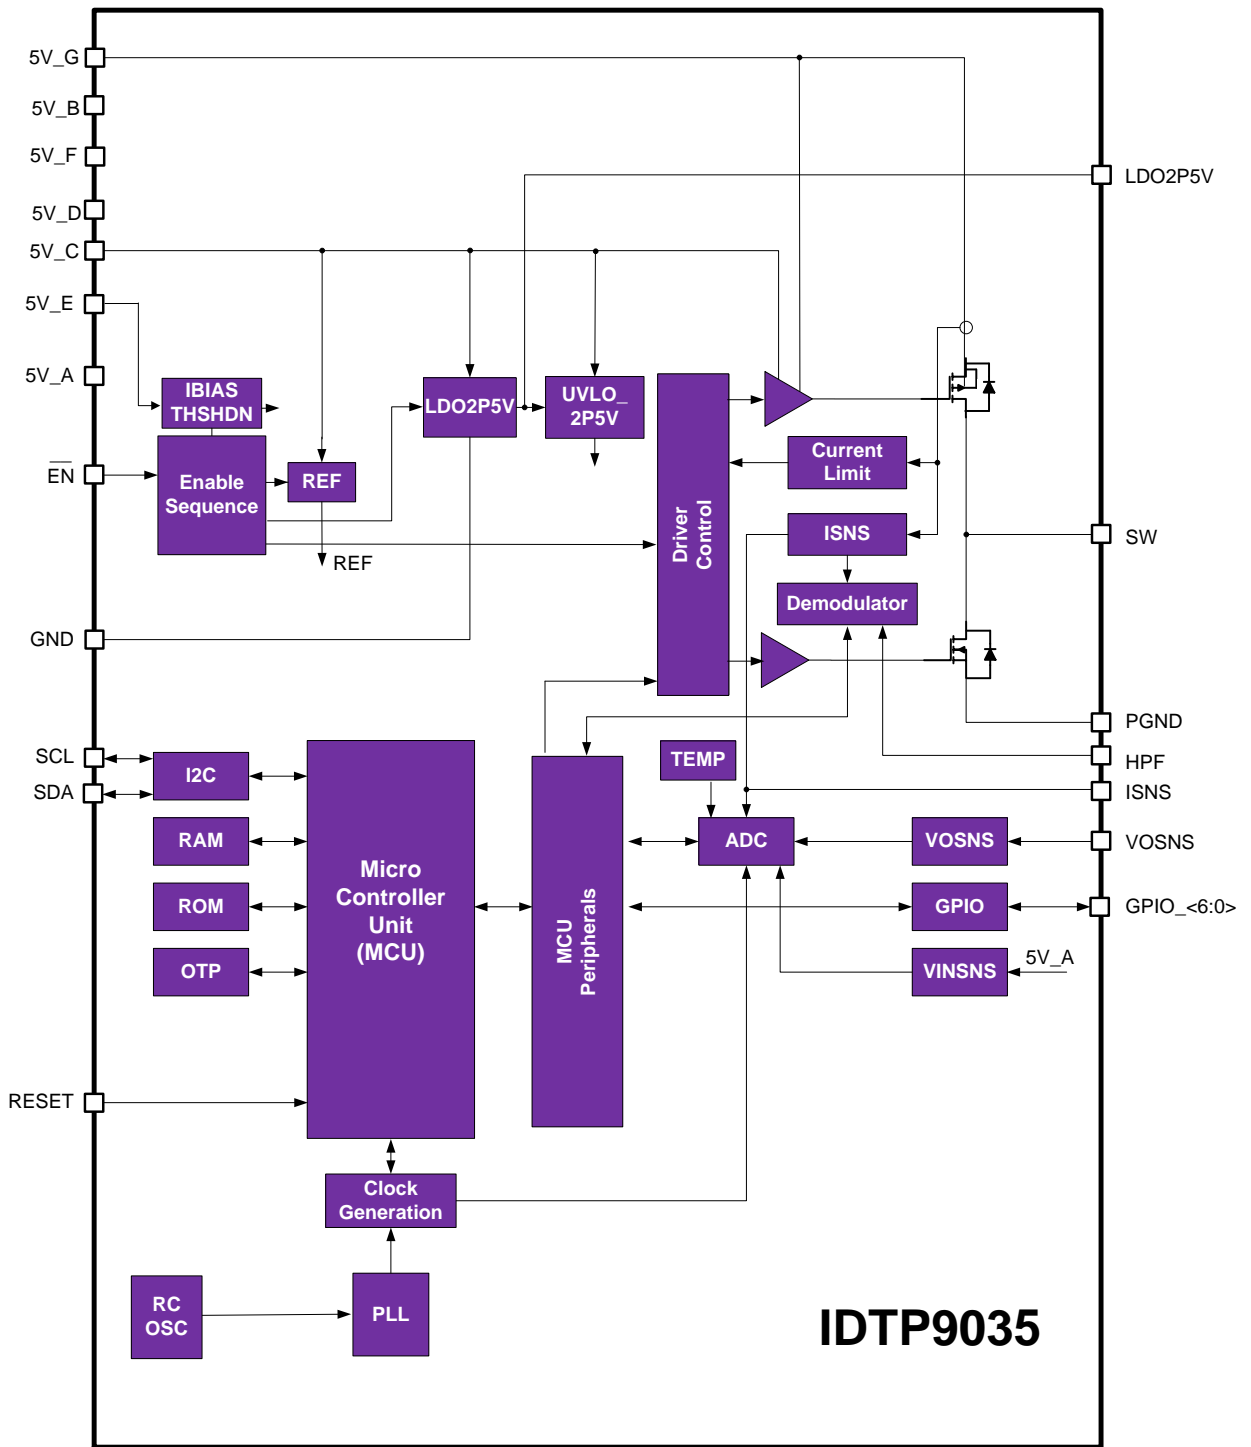 5V_G
5V_B
5V_F
5V_D
5V_C
5V_E
5V_A
EN
GND
SCL
SDA
RESET
LDO2P5V
SW
PGND
HPF
ISNS
VOSNS
GPIO_<6:0>
IBIAS
THSHDN
Enable
Sequence
REF
REF
LDO2P5V
UVLO_
2P5V
Driver
Control
Current
Limit
ISNS
Demodulator
I2C
RAM
ROM
OTP
Micro
Controller
Unit
(MCU)
MCU
Peripherals
TEMP
ADC
VOSNS
GPIO
VINSNS
5V_A
Clock
Generation
RC
OSC
PLL
IDTP9035